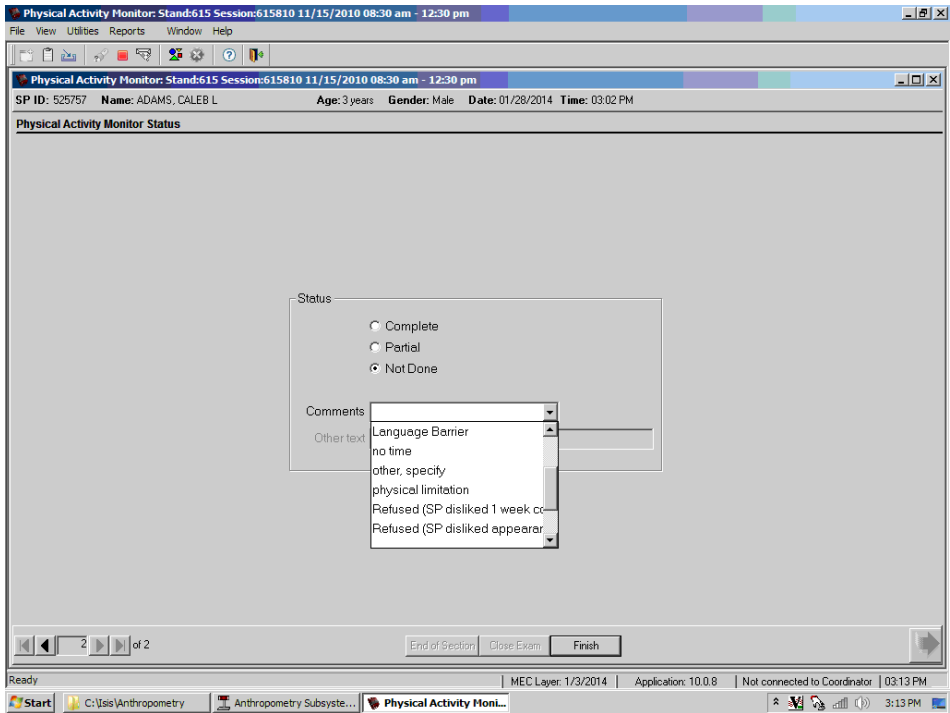 Physical Activity Monitor: Stand:615 Session:615810 11/15/2010 08:30 am - 12:30 pm
File View Utilities Reports Window Help
Physical Activity Monitor: Stand:615 Session:615810 11/15/2010 08:30 am - 12:30 pm
SP ID: 525757 Name: ADAMS, CALEB L Age: 3 years Gender: Male Date: 01/28/2014 Time: 03:02 PM
Physical Activity Monitor Status
Status
Complete
Partial
Not Done
Comments
Other text
Language Barrier
no time
other, specify
physical limitation
Refused (SP disliked 1 week co
Refused (SP disliked appearar
2 of 2 End of Section Close Exam Finish
Ready MEC Layer: 1/3/2014 Application: 10.0.8 Not connected to Coordinator 03:13 PM
Start C:\Isis\Anthropometry Anthropometry Subsyste... Physical Activity Moni... 3:13 PM